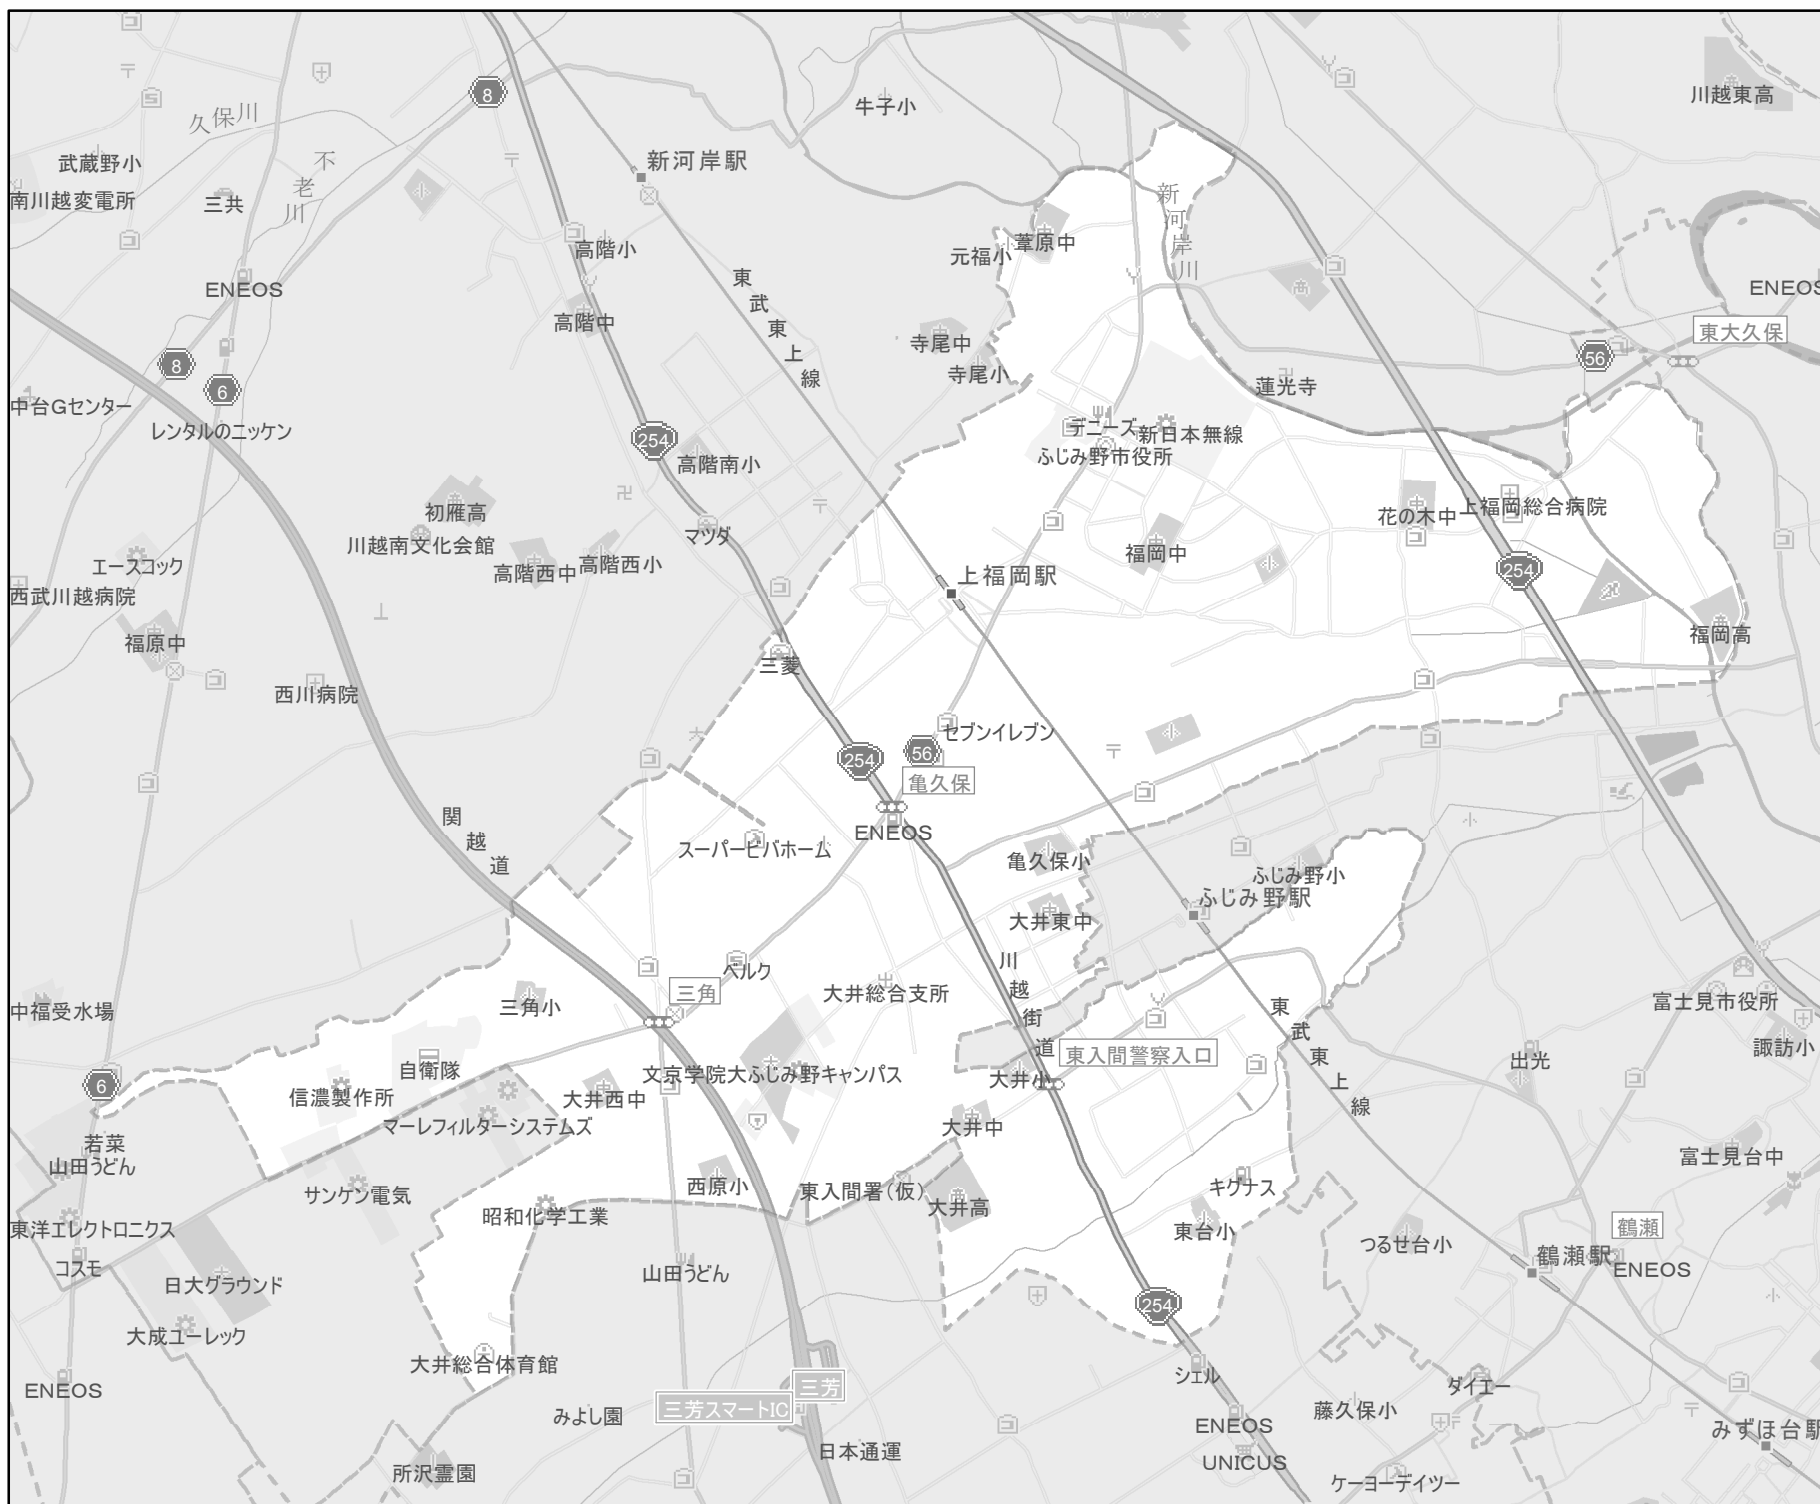 川越東高
8
牛子小
久保川
武蔵野小
不老川
新河岸駅
南川越変電所
三共
新河岸川
高階小
元福小
葦原中
ENEOS
ENEOS
東武東上線
高階中
東大久保
寺尾中
8
56
寺尾小
6
蓮光寺
中台Gセンター
レンタルのニッケン
254
デニーズ
新日本無線
高階南小
ふじみ野市役所
初雁高
花の木中
上福岡総合病院
マツダ
川越南文化会館
福岡中
エースコック
高階西中
高階西小
254
上福岡駅
西武川越病院
福原中
福岡高
三菱
西川病院
セブンイレブン
254
56
亀久保
関越道
ENEOS
スーパービバホーム
亀久保小
ふじみ野小
ふじみ野駅
大井東中
川越街道
ベルク
三角
大井総合支所
三角小
富士見市役所
中福受水場
東武東上線
諏訪小
東入間警察入口
出光
自衛隊
文京学院大ふじみ野キャンパス
大井小
6
信濃製作所
大井西中
マーレフィルターシステムズ
大井中
若菜
山田うどん
富士見台中
サンケン電気
西原小
東入間署(仮)
キグナス
大井高
昭和化学工業
東台小
東洋エレクトロニクス
鶴瀬
つるせ台小
鶴瀬駅
コスモ
山田うどん
ENEOS
日大グラウンド
254
大成ユーレック
大井総合体育館
シェル
三芳
ENEOS
ダイエー
三芳スマートIC
みよし園
藤久保小
ENEOS
みずほ台駅
日本通運
UNICUS
所沢霊園
ケーヨーデイツー